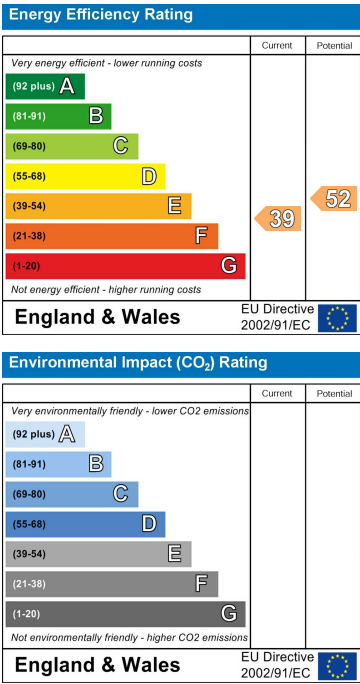 Energy Efficiency Rating
Current Potential
Very energy efficient - lower running costs
(92 plus) A
(81-91) B
(69-80) C
(55-68) D
(39-54) E
(21-38) F
(1-20) G
39
52
Not energy efficient - higher running costs
England & Wales
EU Directive
2002/91/EC
Environmental Impact (CO₂) Rating
Current Potential
Very environmentally friendly - lower CO2 emissions
(92 plus) A
(81-91) B
(69-80) C
(55-68) D
(39-54) E
(21-38) F
(1-20) G
Not environmentally friendly - higher CO2 emissions
England & Wales
EU Directive
2002/91/EC